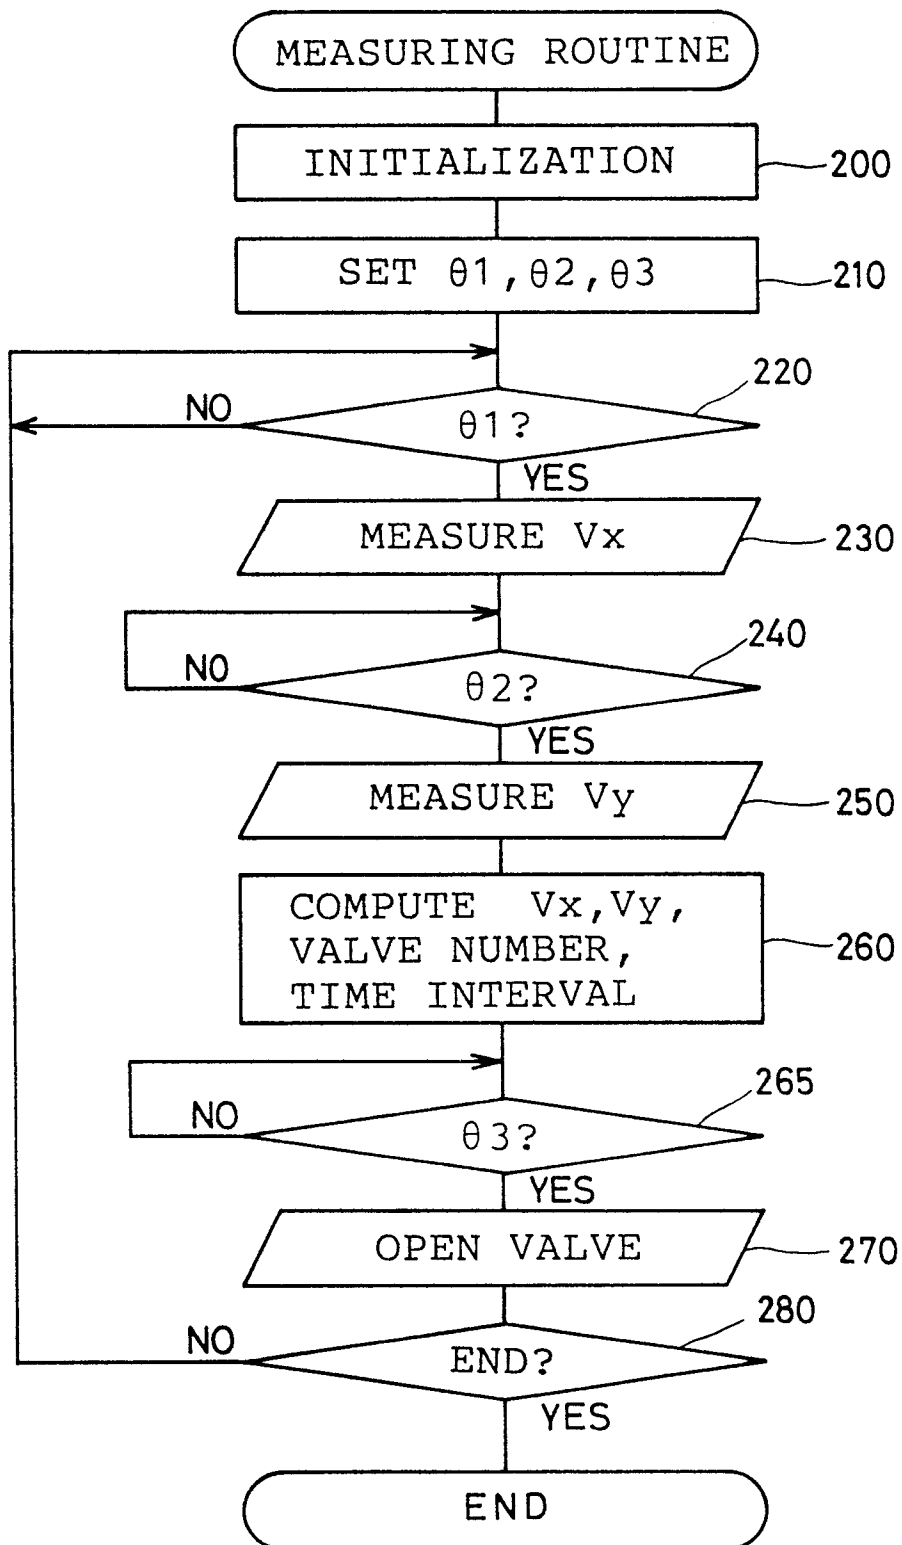 MEASURING ROUTINE
INITIALIZATION
200
SET θ1,θ2,θ3
210
220
NO
θ1?
YES
MEASURE Vx
230
240
NO
θ2?
YES
MEASURE Vy
250
COMPUTE Vx,Vy,
VALVE NUMBER,
TIME INTERVAL
260
265
NO
θ3?
YES
OPEN VALVE
270
280
NO
END?
YES
END